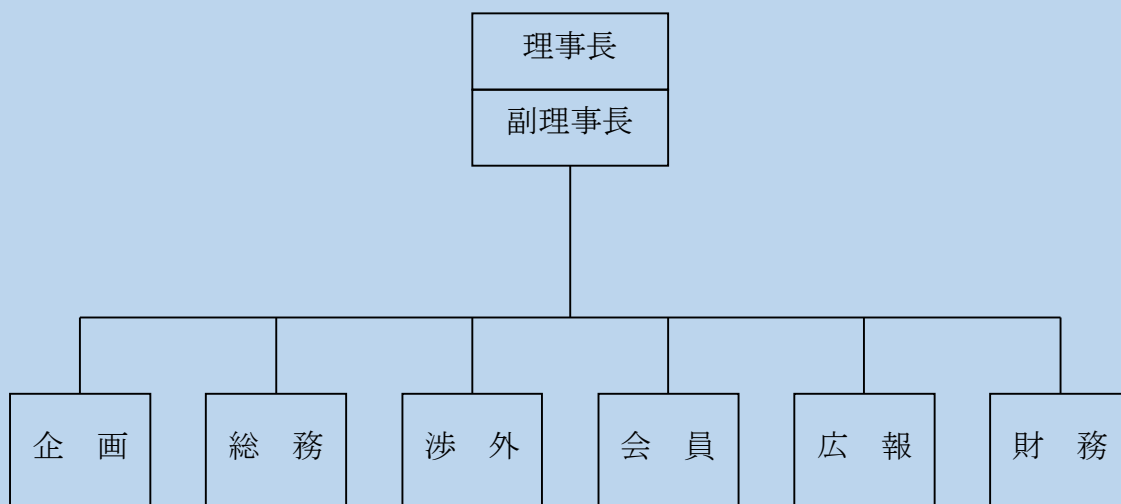 理事長
副理事長
企　画
総　務
渉　外
会　員
広　報
財　務